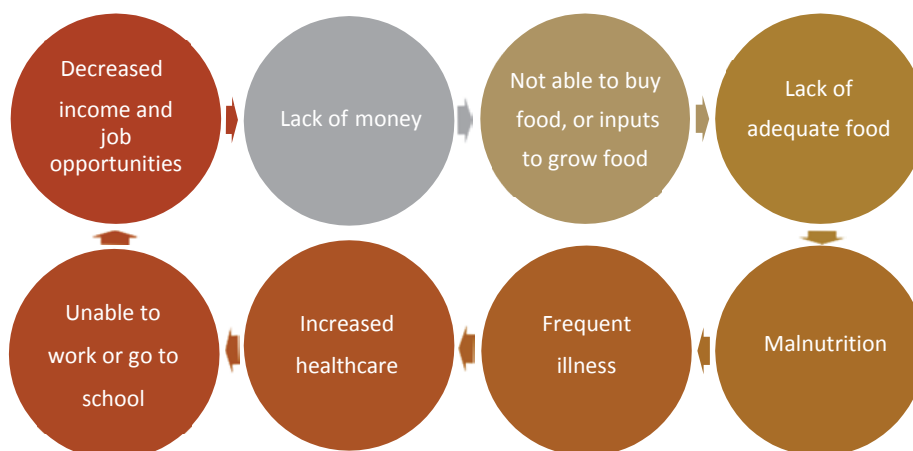 Decreased
income and
job
opportunities
Lack of money
Not able to buy
food, or inputs
to grow food
Lack of
adequate food
Malnutrition
Frequent
illness
Increased
healthcare
Unable to
work or go to
school